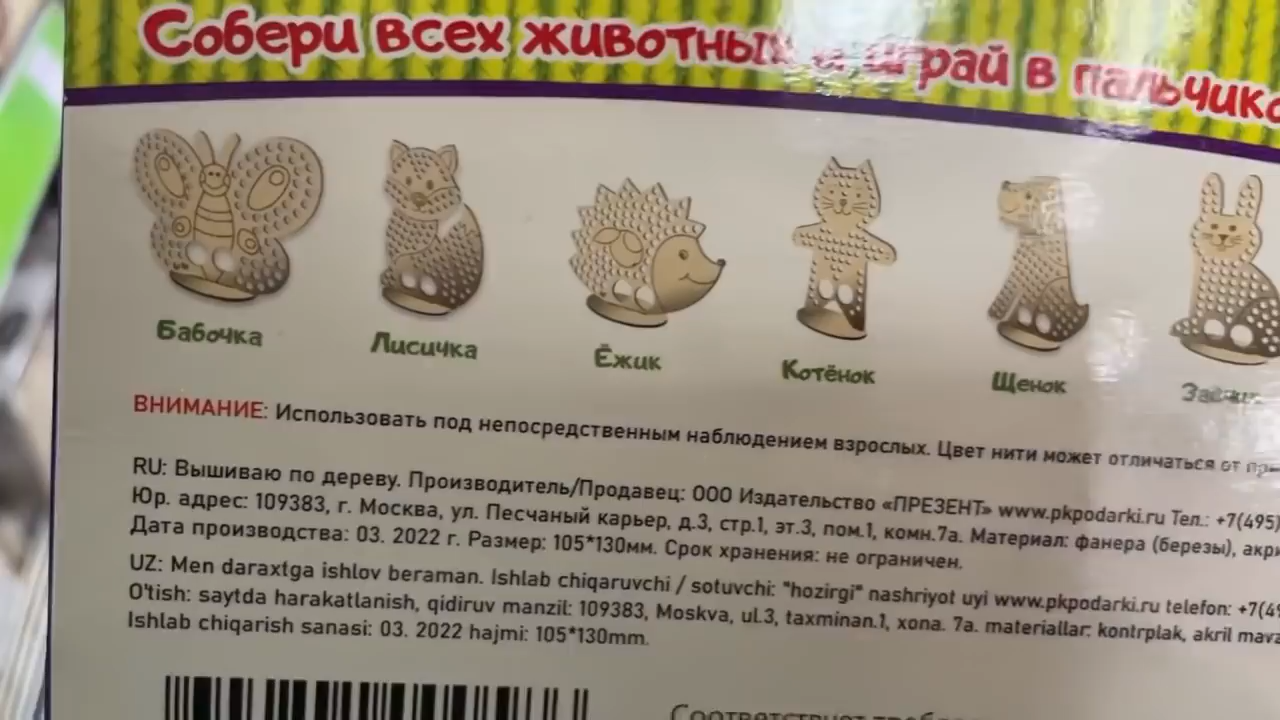 Собери всех животных и играй в пальчико
Бабочка
Лисичка
Ёжик
Котёнок
Щенок
Зайчик
ВНИМАНИЕ: Использовать под непосредственным наблюдением взрослых. Цвет нити может отличаться от
RU: Вышиваю по дереву. Производитель/Продавец: ООО Издательство «ПРЕЗЕНТ» www.pkpodarki.ru Тел.: +7(495)
Юр. адрес: 109383, г. Москва, ул. Песчаный карьер, д.3, стр.1, эт.3, пом.1, комн.7а. Материал: фанера (березы), акри
Дата производства: 03. 2022 г. Размер: 105*130мм. Срок хранения: не ограничен.
UZ: Men daraxtga ishlov beraman. Ishlab chiqaruvchi / sotuvchi: "hozirgi" nashriyot uyi www.pkpodarki.ru telefon: +7(49
O'tish: saytda harakatlanish, qidiruv manzil: 109383, Moskva, ul.3, taxminan.1, xona. 7a. materiallar: kontrplak, akril mava
Ishlab chiqarish sanasi: 03. 2022 hajmi: 105*130mm.